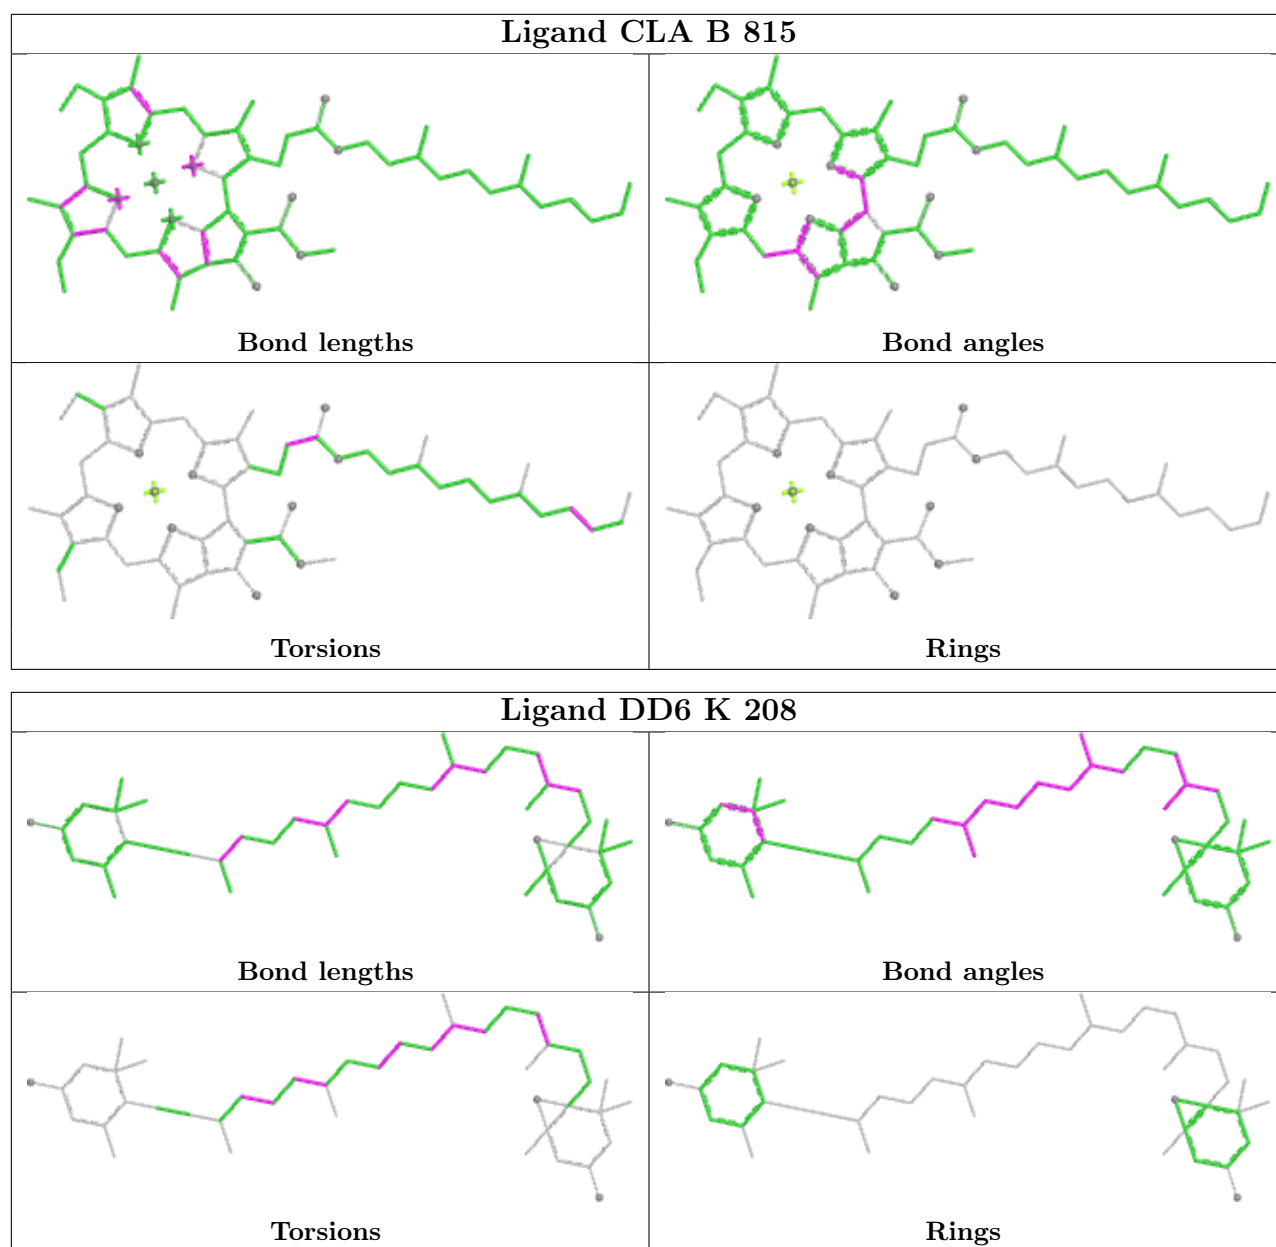 Ligand CLA B 815
Bond lengths
Bond angles
Torsions
Rings
Ligand DD6 K 208
Bond lengths
Bond angles
Torsions
Rings